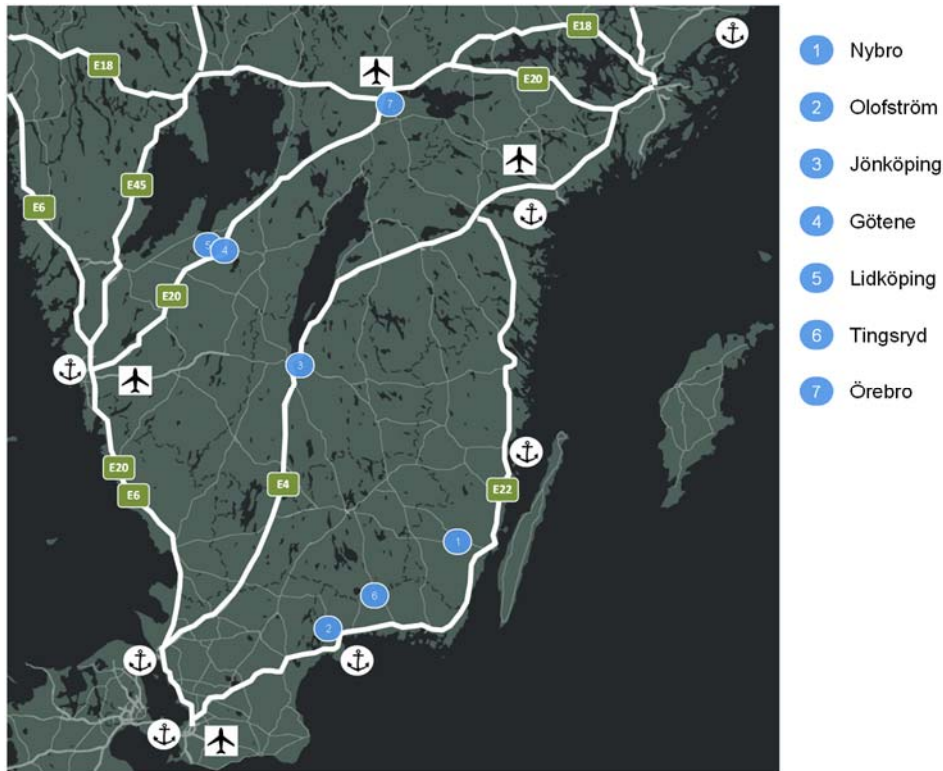 E18
E18
E20
E45
E6
E20
E20
E6
E4
E22
7
5
4
3
1
6
2
1 Nybro
2 Olofström
3 Jönköping
4 Götene
5 Lidköping
6 Tingsryd
7 Örebro